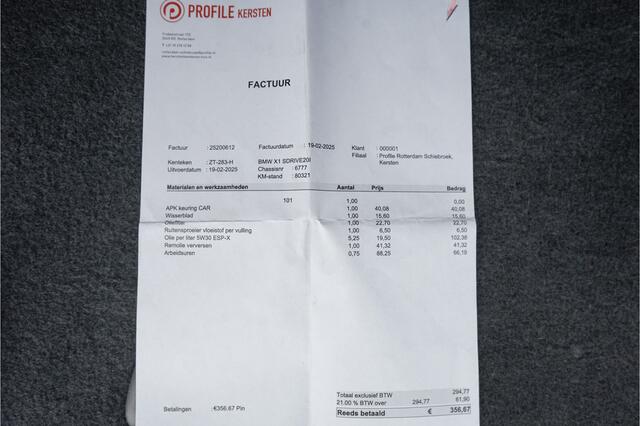 PROFILE KERSTEN
FACTUUR
Factuur : 25200612 Factuurdatum : 19-02-2025 Klant : 000001
Filiaal : Profile Rotterdam Schiebroek, Kersten
Kenteken : ZT-283-H BMW X1 SDRIVE20I
Uitvoerdatum : 19-02-2025 Chassisnr : 6777
KM-stand : 80321
Materialen en werkzaamheden Aantal Prijs Bedrag
101 1,00 0,00
APK keuring CAR 1,00 40,08 40,08
Waserblad 1,00 15,60 15,60
Oliefilter 1,00 22,70 22,70
Ruitensproeier vloeistof per vulling 1,00 6,50 6,50
Olie per liter 5W30 ESP-X 5,25 19,50 102,38
Remolie verversen 1,00 41,32 41,32
Arbeidsuren 0,75 88,25 66,19
Totaal exclusief BTW 294,77
21.00 % BTW over 294,77 61,90
Betalingen : €356,67 Pin
Reeds betaald € 356,67